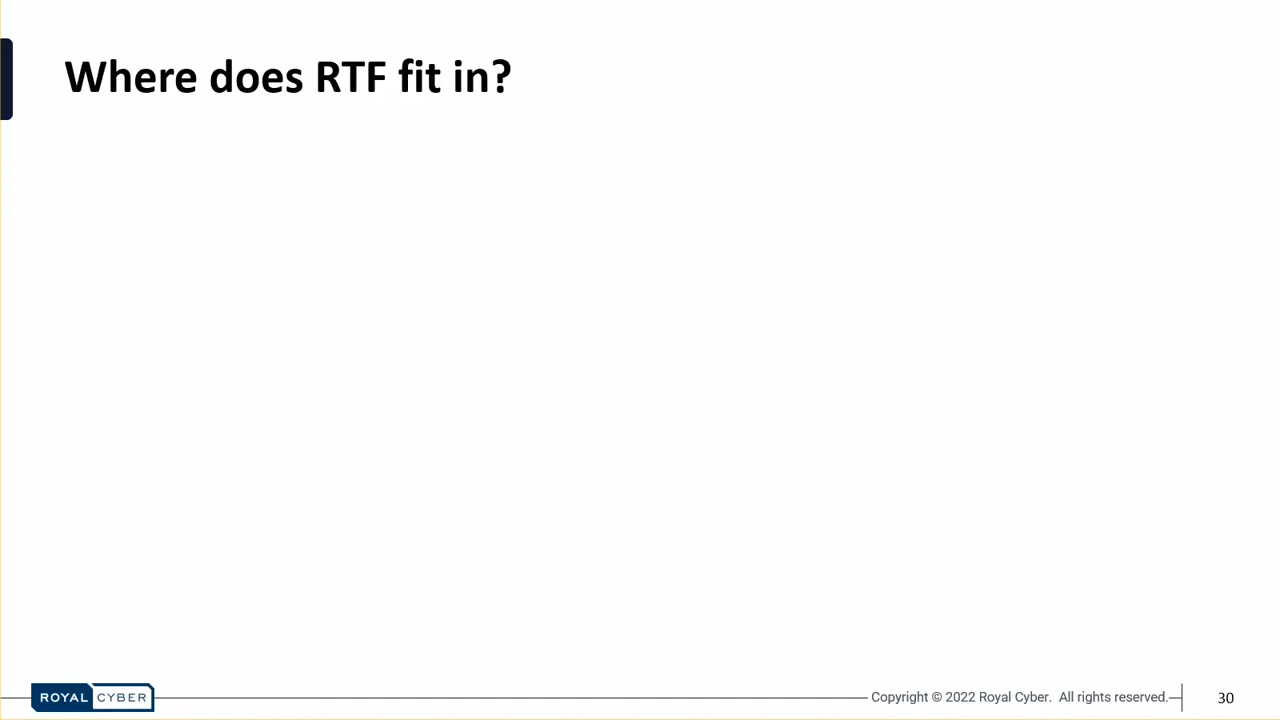 Where does RTF fit in?
ROYAL CYBER
Copyright © 2022 Royal Cyber. All rights reserved.
30